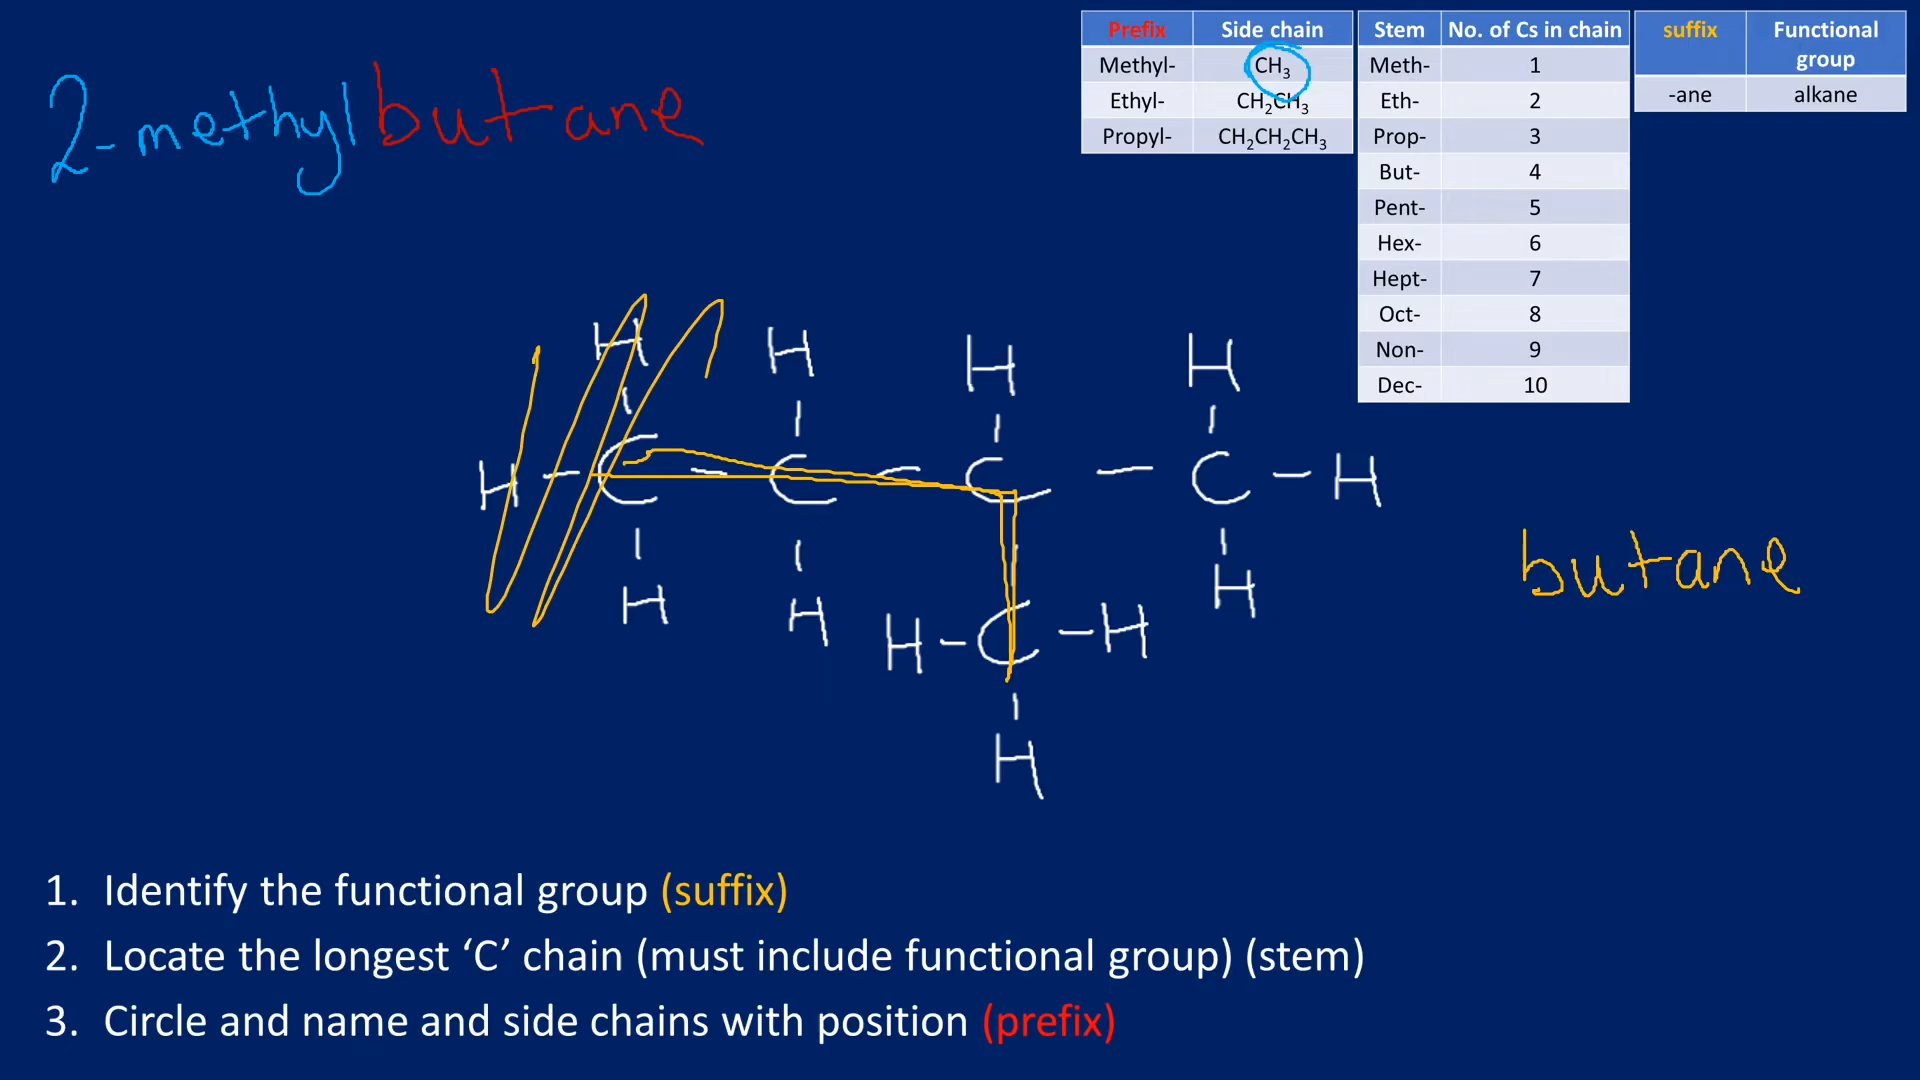 2-methylbutane
Prefix Side chain
Methyl- CH3
Ethyl- CH2CH3
Propyl- CH2CH2CH3
Stem No. of Cs in chain
Meth- 1
Eth- 2
Prop- 3
But- 4
Pent- 5
Hex- 6
Hept- 7
Oct- 8
Non- 9
Dec- 10
suffix Functional group
-ane alkane
H H H H
H - C - C - C - C - H
H H H
H - C - H
H
butane
1. Identify the functional group (suffix)
2. Locate the longest ‘C’ chain (must include functional group) (stem)
3. Circle and name and side chains with position (prefix)